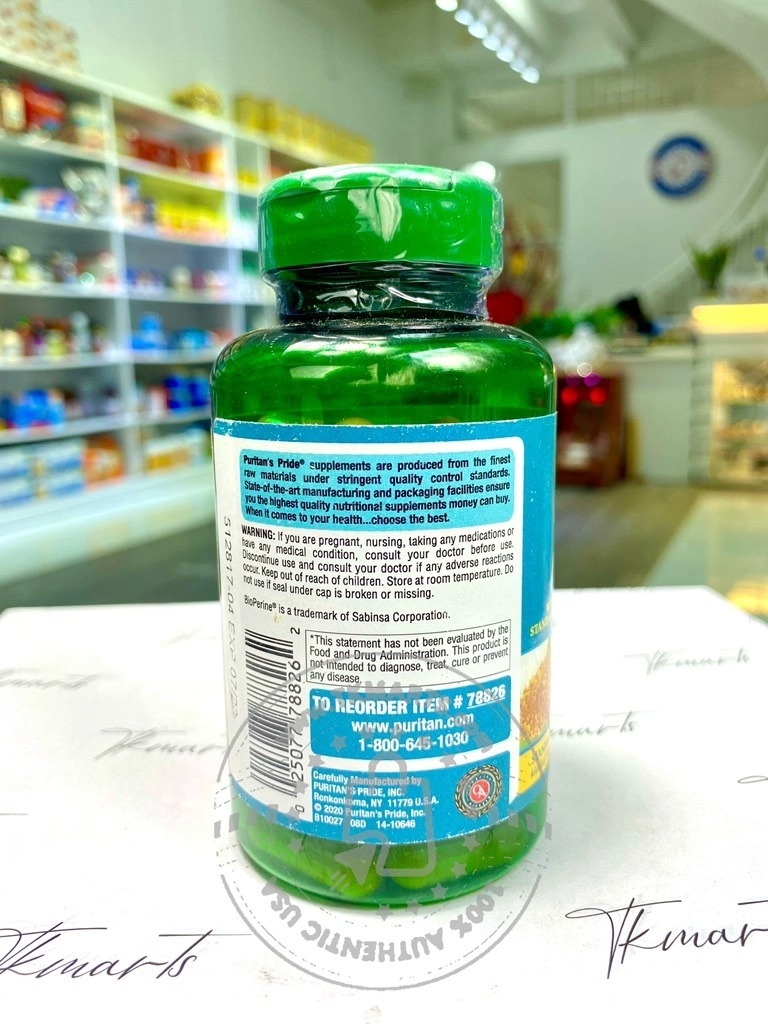 Puritan's Pride® supplements are produced from the finest
raw materials under stringent quality control standards.
State-of-the-art manufacturing and packaging facilities ensure
you the highest quality nutritional supplements money can buy.
When it comes to your health...choose the best.
WARNING: If you are pregnant, nursing, taking any medications or
have any medical condition, consult your doctor before use.
Discontinue use and consult your doctor if any adverse reactions
occur. Keep out of reach of children. Store at room temperature. Do
not use if seal under cap is broken or missing.
BioPerine® is a trademark of Sabinsa Corporation.
*This statement has not been evaluated by the
Food and Drug Administration. This product is
not intended to diagnose, treat, cure or prevent
any disease.
TO REORDER ITEM # 78826
www.puritan.com
1-800-645-1030
Carefully Manufactured by
PURITAN'S PRIDE, INC.
Ronkonkoma, NY 11779 U.S.A.
© 2020 Puritan's Pride, Inc.
B10027 08D 14-10646
0 25077 78826 2
512817-04 EXP
100% AUTHENTIC USA
Tkmarts
Tkmarts
Tkmar